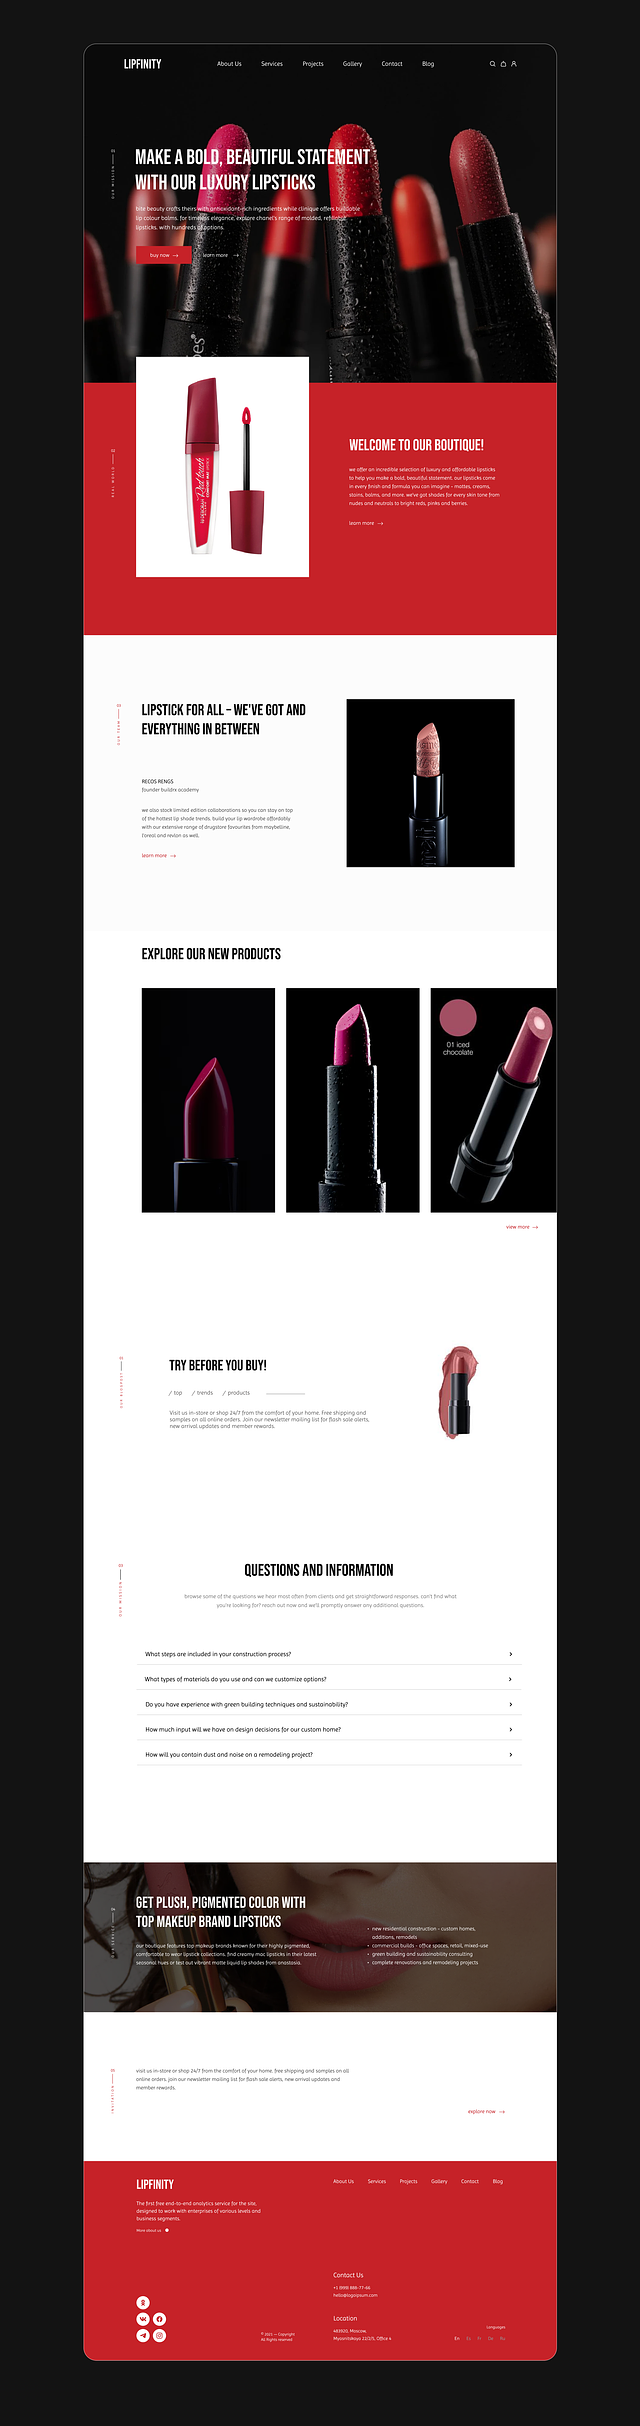 LIPFINITY
About Us Services Projects Gallery Contact Blog
OUR MISSION
MAKE A BOLD, BEAUTIFUL STATEMENT
WITH OUR LUXURY LIPSTICKS
bite beauty crafts theirs with antioxidant-rich ingredients while clinique offers buildable
lip colour balms. for timeless elegance, explore chanel's range of molded, refillable
lipsticks. with hundreds of options.
buy now
learn more
REAL WORLD
Red touch
WELCOME TO OUR BOUTIQUE!
we offer an incredible selection of luxury and affordable lipsticks
to help you make a bold, beautiful statement. our lipsticks come
in every finish and formula you can imagine - mattes, creams,
stains, balms, and more. we've got shades for every skin tone from
nudes and neutrals to bright reds, pinks and berries.
learn more
OUR TEAM
LIPSTICK FOR ALL – WE'VE GOT AND
EVERYTHING IN BETWEEN
RECOS RENGS
founder buildrx academy
we also stock limited edition collaborations so you can stay on top
of the hottest lip shade trends. build your lip wardrobe affordably
with our extensive range of drugstore favourites from maybelline,
l'oreal and revlon as well.
learn more
EXPLORE OUR NEW PRODUCTS
01 iced
chocolate
view more
OUR BLOGPOST
TRY BEFORE YOU BUY!
/ top / trends / products
Visit us in-store or shop 24/7 from the comfort of your home. Free shipping and
samples on all online orders. Join our newsletter mailing list for flash sale alerts,
new arrival updates and member rewards.
OUR MISSION
QUESTIONS AND INFORMATION
browse some of the questions we hear most often from clients and get straightforward responses. can't find what
you're looking for? reach out now and we'll promptly answer any additional questions.
What steps are included in your construction process?
What types of materials do you use and can we customize options?
Do you have experience with green building techniques and sustainability?
How much input will we have on design decisions for our custom home?
How will you contain dust and noise on a remodeling project?
GET PLUSH, PIGMENTED COLOR WITH
TOP MAKEUP BRAND LIPSTICKS
our boutique features top makeup brands known for their highly pigmented,
comfortable to wear lipstick collections. find creamy mac lipsticks in their latest
seasonal hues or test out vibrant matte liquid lip shades from anastasia.
• new residential construction - custom homes,
additions, remodels
• commercial builds - office spaces, retail, mixed-use
• green building and sustainability consulting
• complete renovations and remodeling projects
INVITATION
visit us in-store or shop 24/7 from the comfort of your home. free shipping and samples on all
online orders. join our newsletter mailing list for flash sale alerts, new arrival updates and
member rewards.
explore now
LIPFINITY
About Us Services Projects Gallery Contact Blog
The first free end-to-end analytics service for the site,
designed to work with enterprises of various levels and
business segments.
More about us
Contact Us
+1 (999) 888-77-66
hello@logoipsum.com
Location
483920, Moscow,
Myasnitskaya 22/2/5, Office 4
© 2021 — Copyright
All Rights reserved
Languages
En Es Fr De Ru